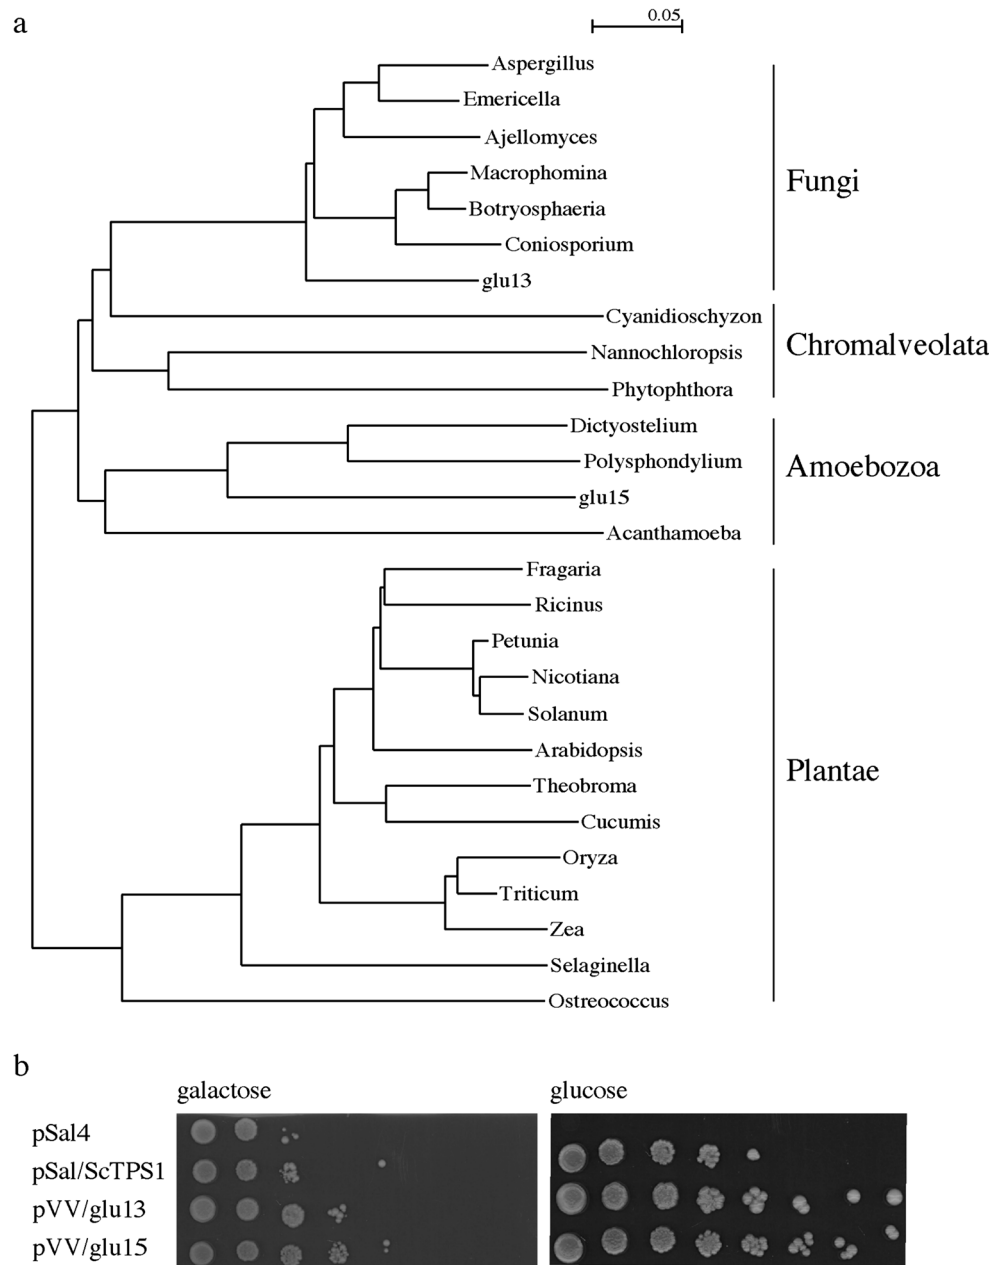 a
0.05
Aspergillus
Emericella
Ajellomyces
Macrophomina
Botryosphaeria
Coniosporium
glu13
Fungi
Cyanidioschyzon
Nannochloropsis
Phytophthora
Chromalveolata
Dictyostelium
Polysphondylium
glu15
Acanthamoeba
Amoebozoa
Fragaria
Ricinus
Petunia
Nicotiana
Solanum
Arabidopsis
Theobroma
Cucumis
Oryza
Triticum
Zea
Selaginella
Ostreococcus
Plantae
b
galactose glucose
pSal4
pSal/ScTPS1
pVV/glu13
pVV/glu15